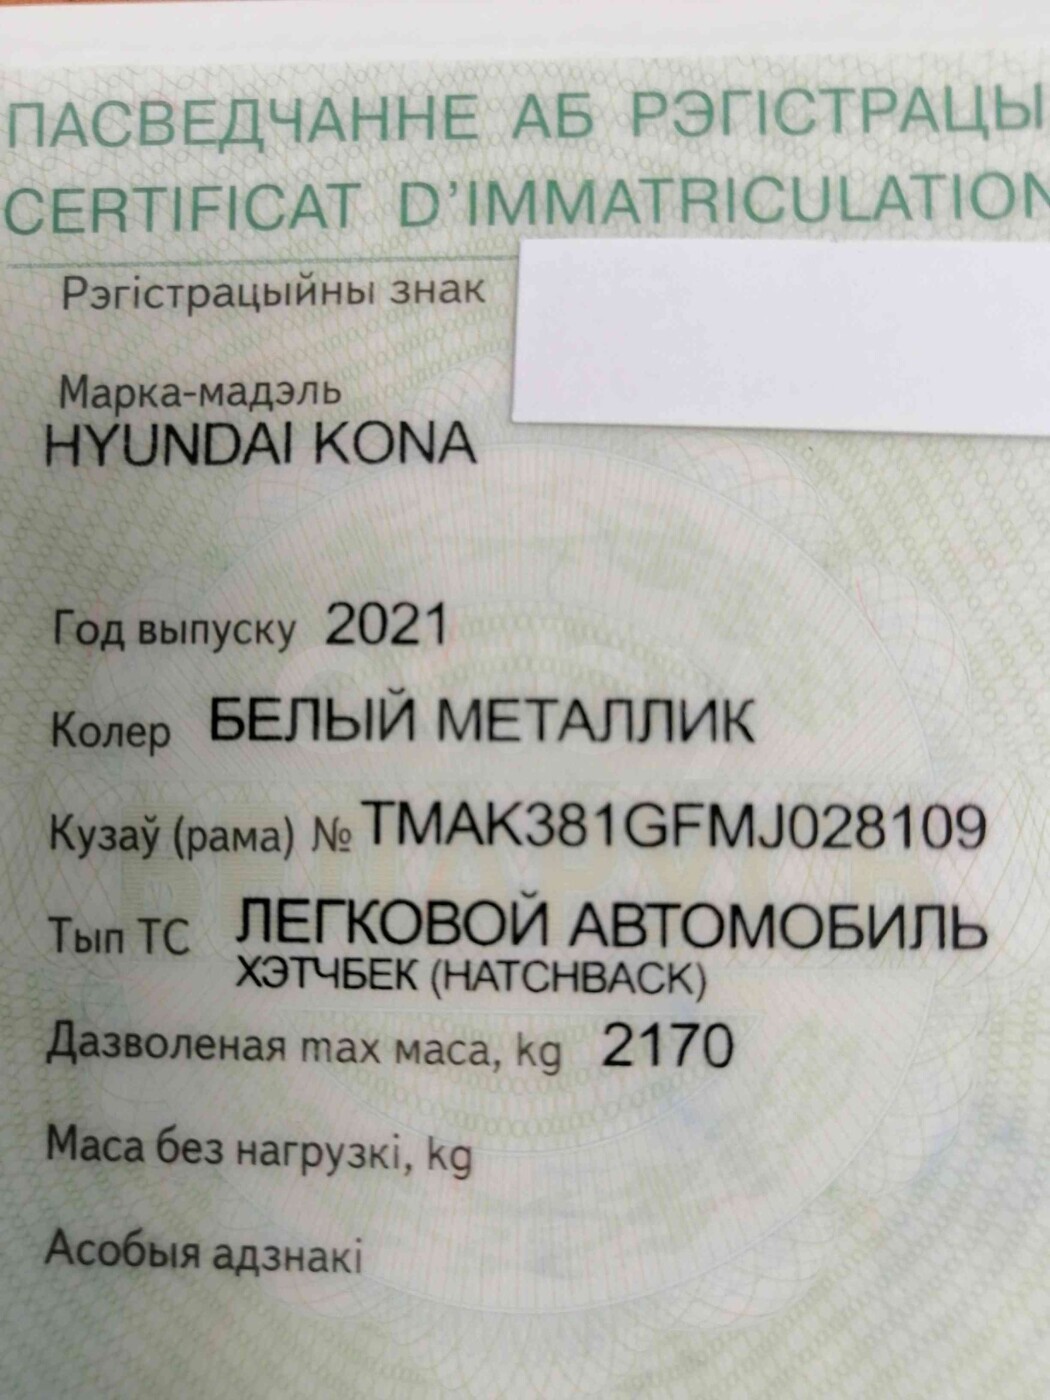 ПАСВЕДЧАННЕ АБ РЭГІСТРАЦЫ
CERTIFICAT D'IMMATRICULATION
Рэгістрацыйны знак
Марка-мадэль
HYUNDAI KONA
Год выпуску 2021
Колер БЕЛЫЙ МЕТАЛЛИК
Кузаў (рама) № TMAK381GFMJ028109
Тып ТС ЛЕГКОВОЙ АВТОМОБИЛЬ
ХЭТЧБЕК (HATCHBACK)
Дазволеная max маса, kg 2170
Маса без нагрузкі, kg
Асобыя адзнакі